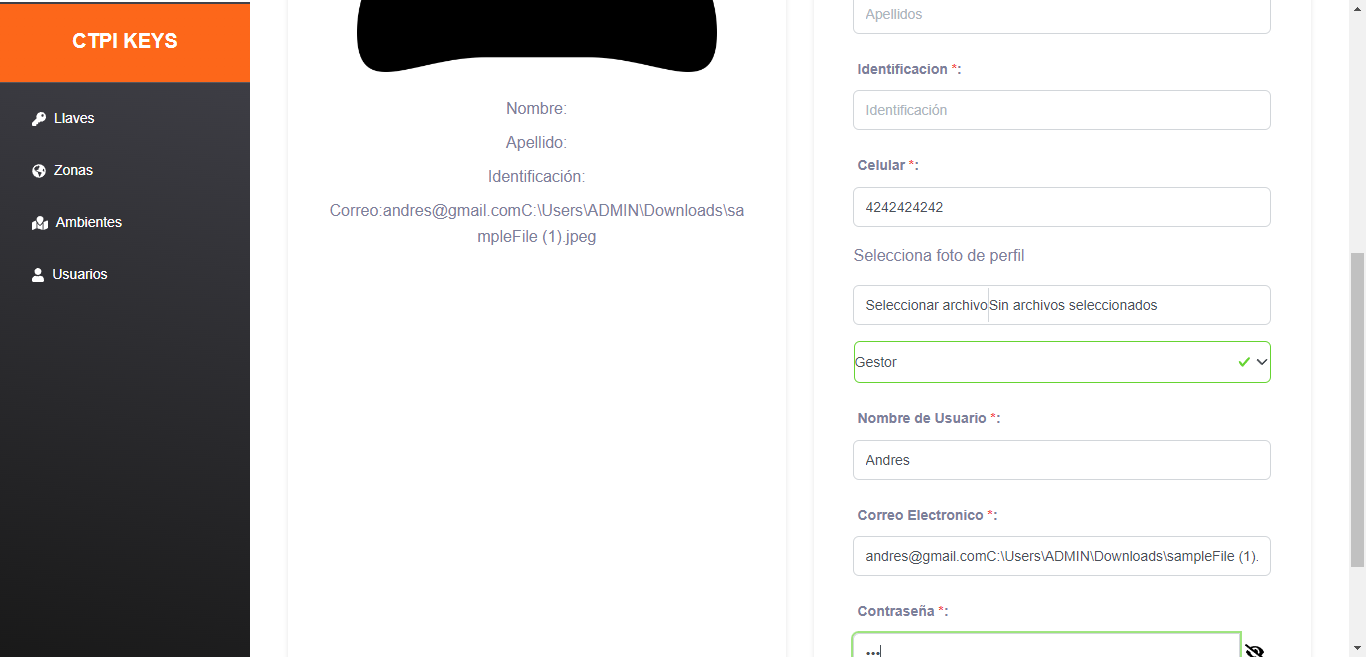 CTPI KEYS
Llaves
Zonas
Ambientes
Usuarios
Nombre:
Apellido:
Identificación:
Correo:andres@gmail.comC:\Users\ADMIN\Downloads\sa
mpleFile (1).jpeg
Apellidos
Identificacion *:
Identificación
Celular *:
4242424242
Selecciona foto de perfil
Seleccionar archivo Sin archivos seleccionados
Gestor
Nombre de Usuario *:
Andres
Correo Electronico *:
andres@gmail.comC:\Users\ADMIN\Downloads\sampleFile (1).
Contraseña *:
•••